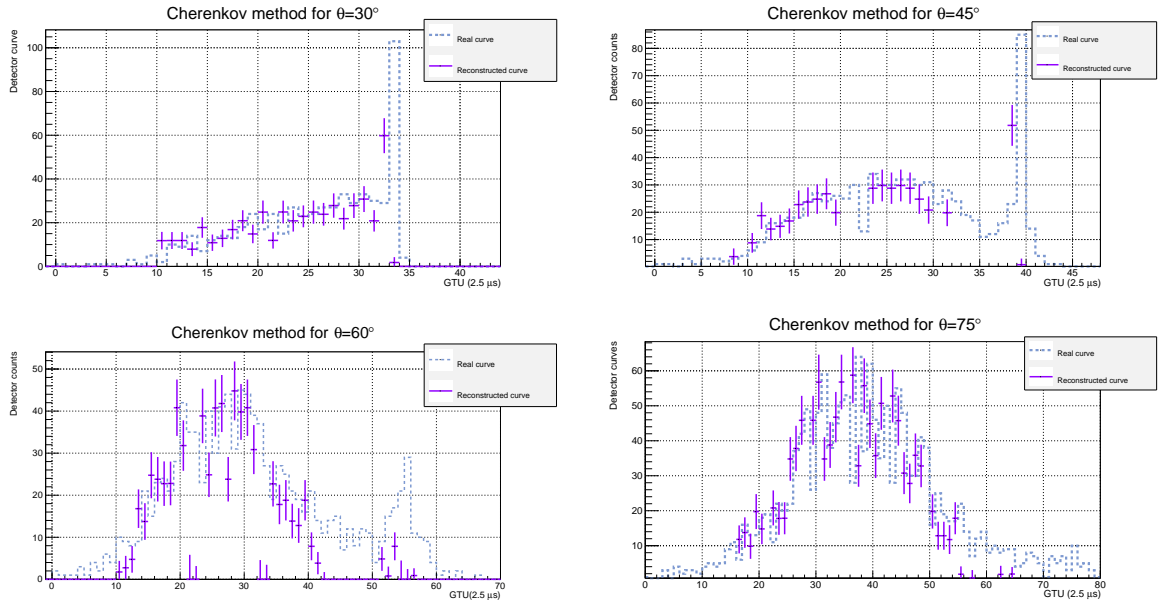 Cherenkov method for θ=30°
Detector curve
100
80
60
40
20
0
0 5 10 15 20 25 30 35 40
GTU (2.5 μs)
Real curve
Reconstructed curve
Cherenkov method for θ=45°
Detector counts
80
70
60
50
40
30
20
10
0 5 10 15 20 25 30 35 40 45
GTU (2.5 μs)
Real curve
Reconstructed curve
Cherenkov method for θ=60°
Detector counts
50
40
30
20
10
0
0 10 20 30 40 50 60 70
GTU(2.5 μs)
Real curve
Reconstructed curve
Cherenkov method for θ=75°
Detector curves
70
60
50
40
30
20
10
0 10 20 30 40 50 60 70 80
GTU (2.5 μs)
Real curve
Reconstructed curve